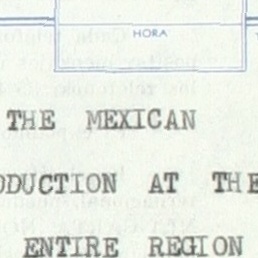 HORA
THE MEXICAN
ODUCTION AT THE
ENTIRE REGION